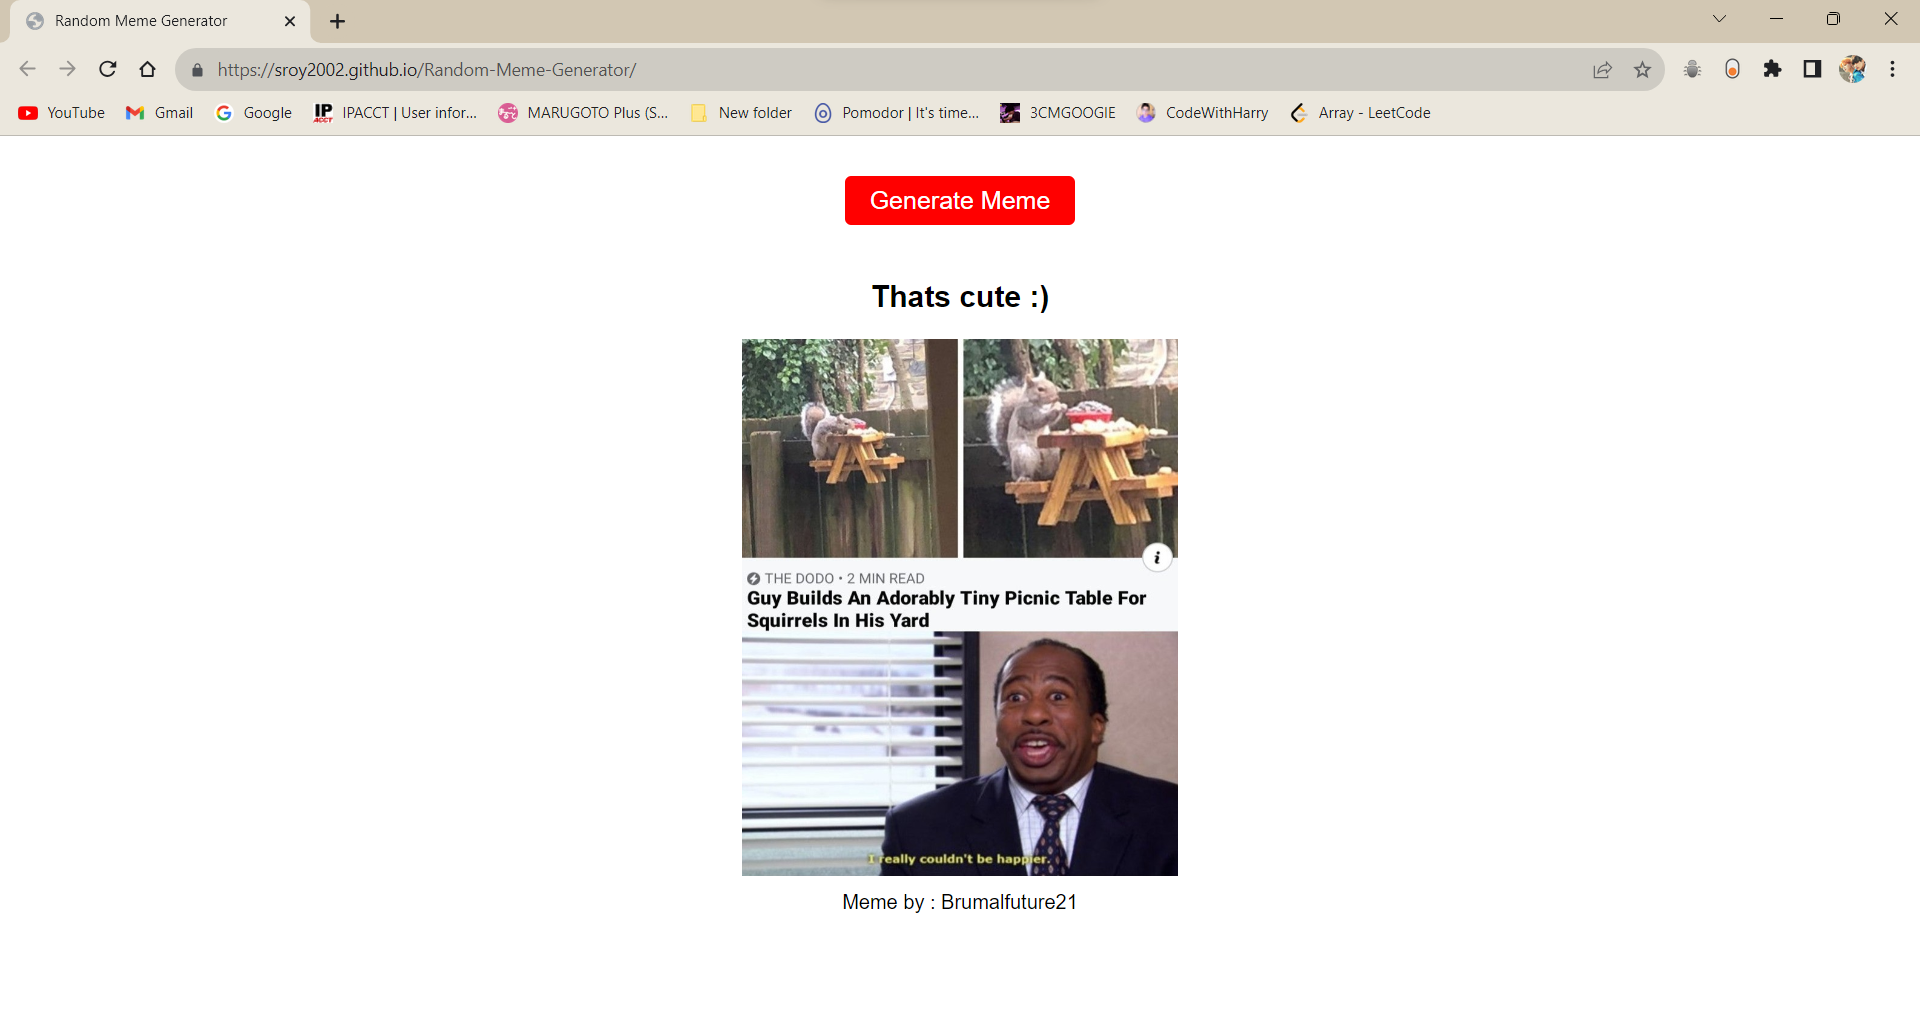 Random Meme Generator
https://sroy2002.github.io/Random-Meme-Generator/
YouTube Gmail Google IP ACCT IPACCT | User infor... MARUGOTO Plus (S... New folder Pomodor | It's time... 3CMGOOGIE CodeWithHarry Array - LeetCode
Generate Meme
Thats cute :)
i
THE DODO • 2 MIN READ
Guy Builds An Adorably Tiny Picnic Table For
Squirrels In His Yard
I really couldn't be happier.
Meme by : Brumalfuture21